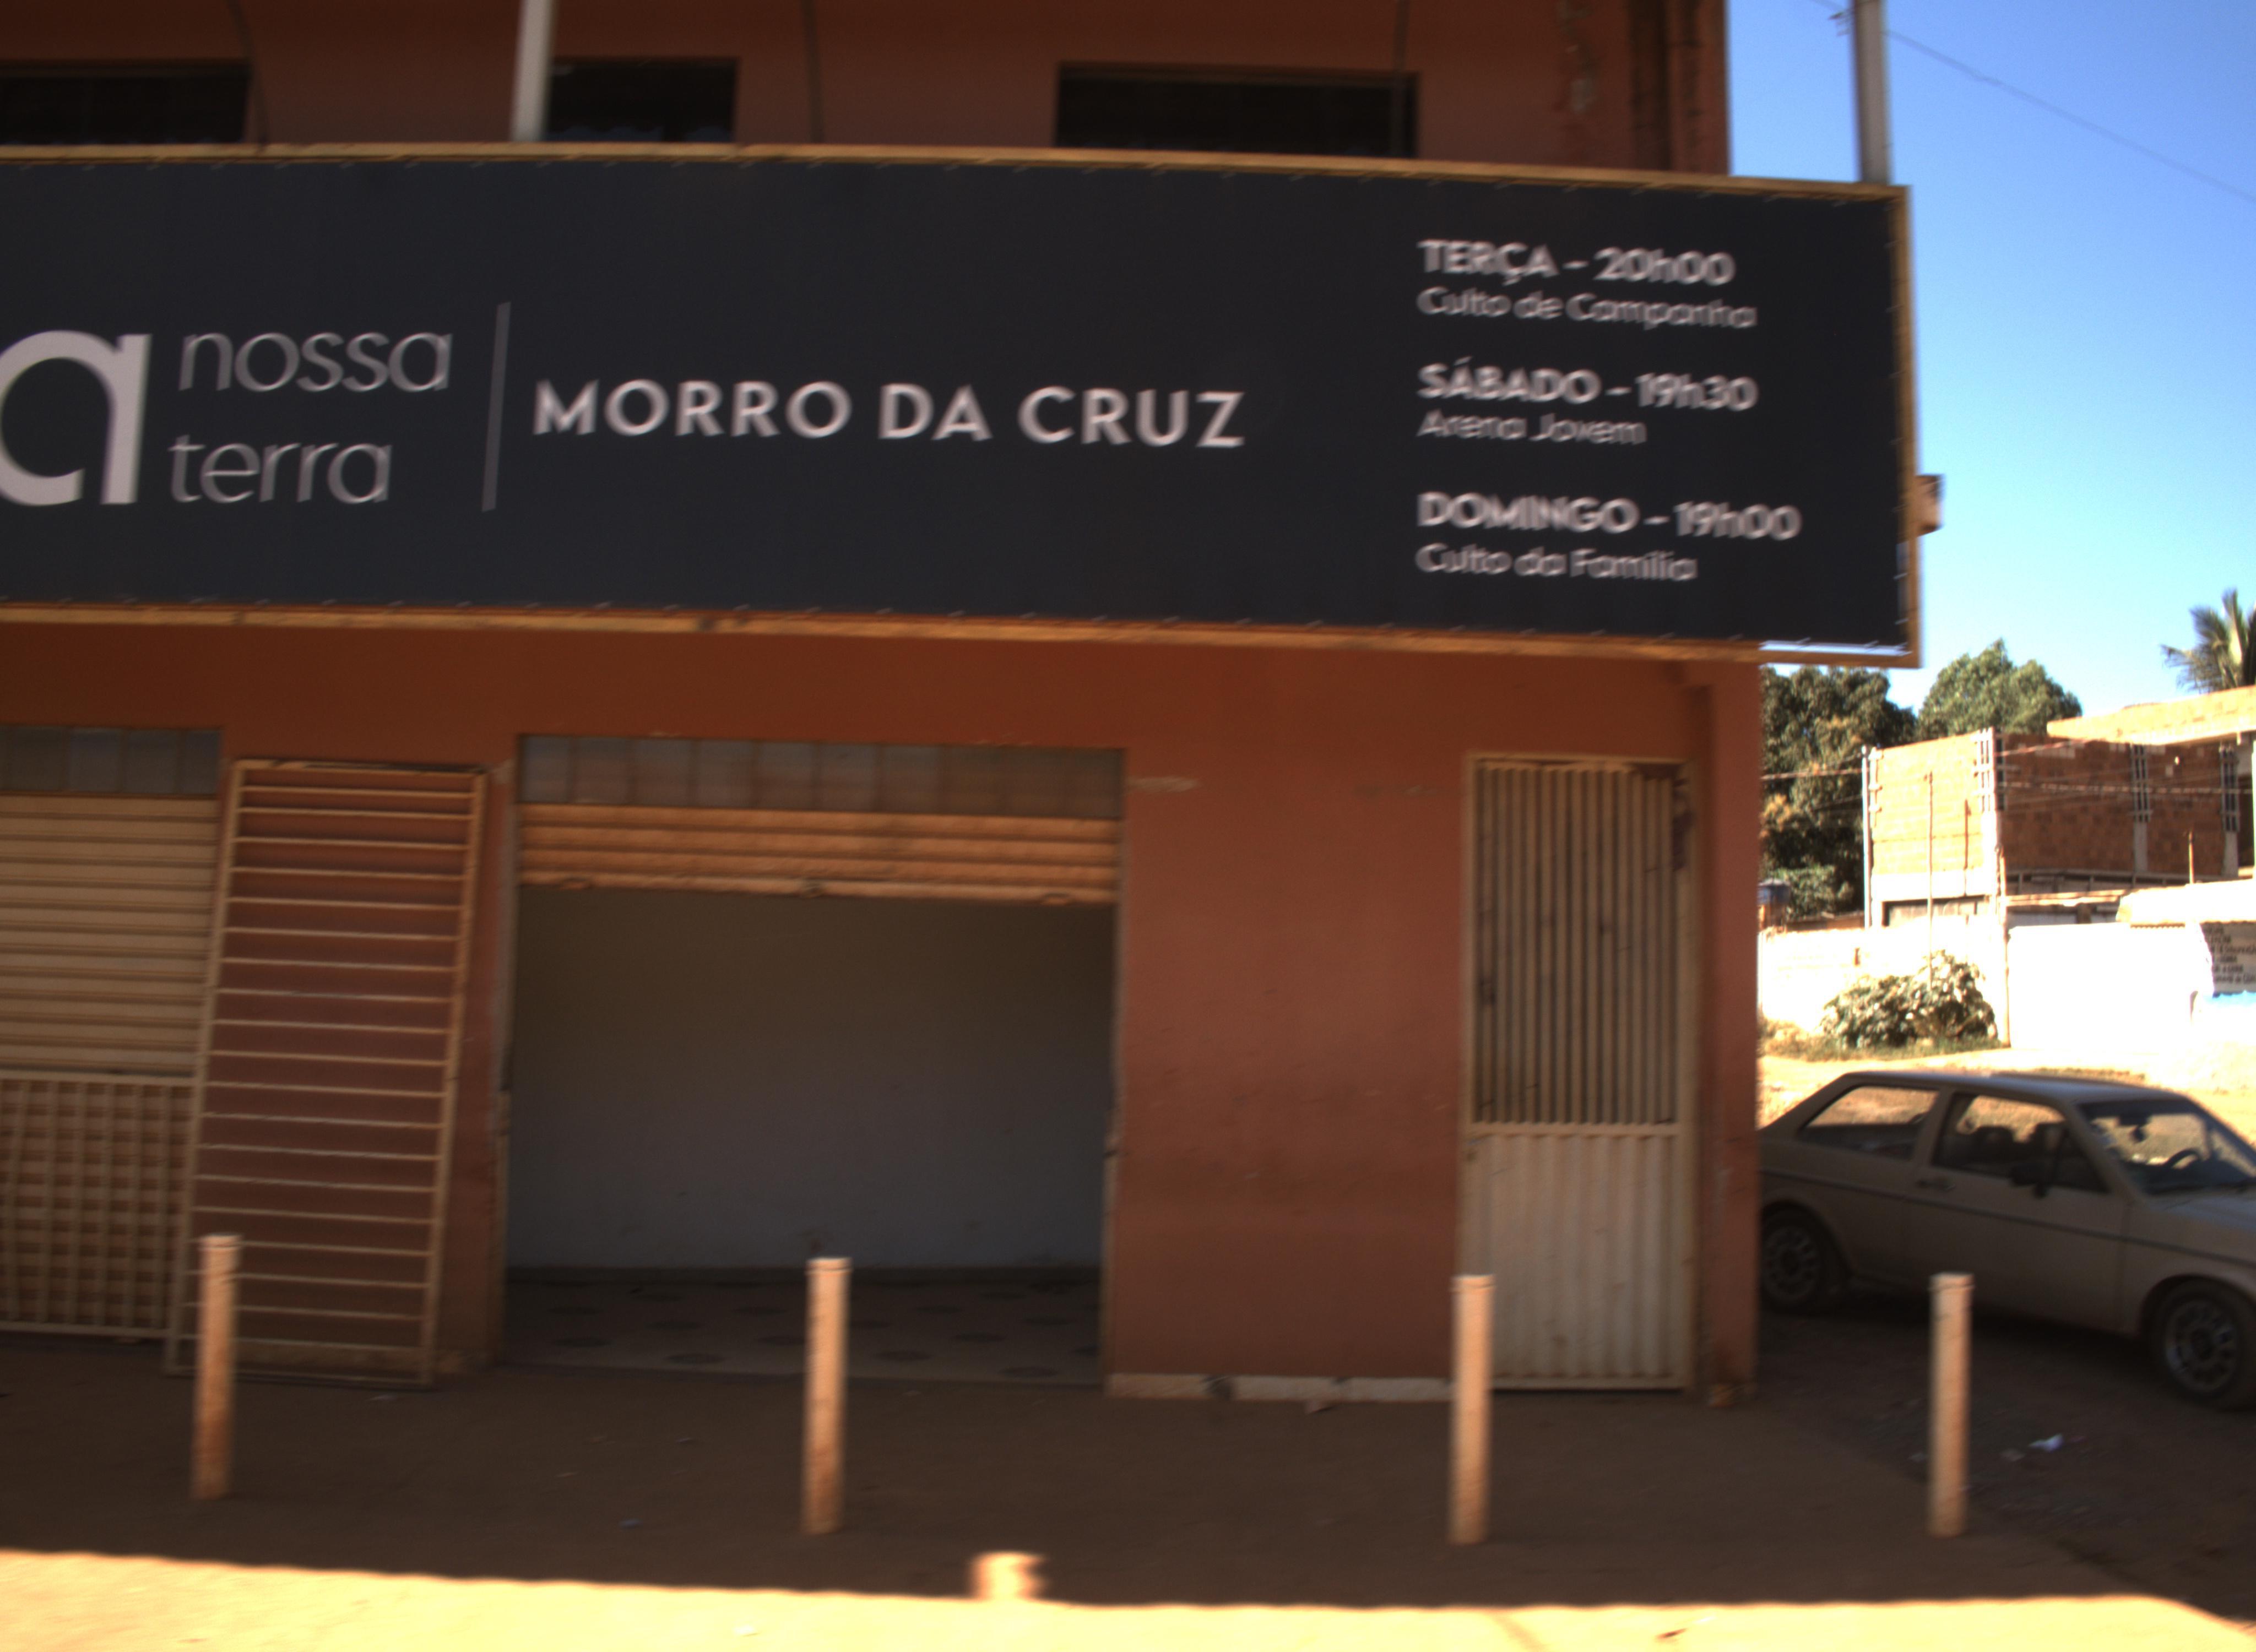 a nossa
terra
MORRO DA CRUZ
TERÇA - 20h00
Culto de Campanha
SÁBADO - 19h30
Arena Jovem
DOMINGO - 19h00
Culto da Família